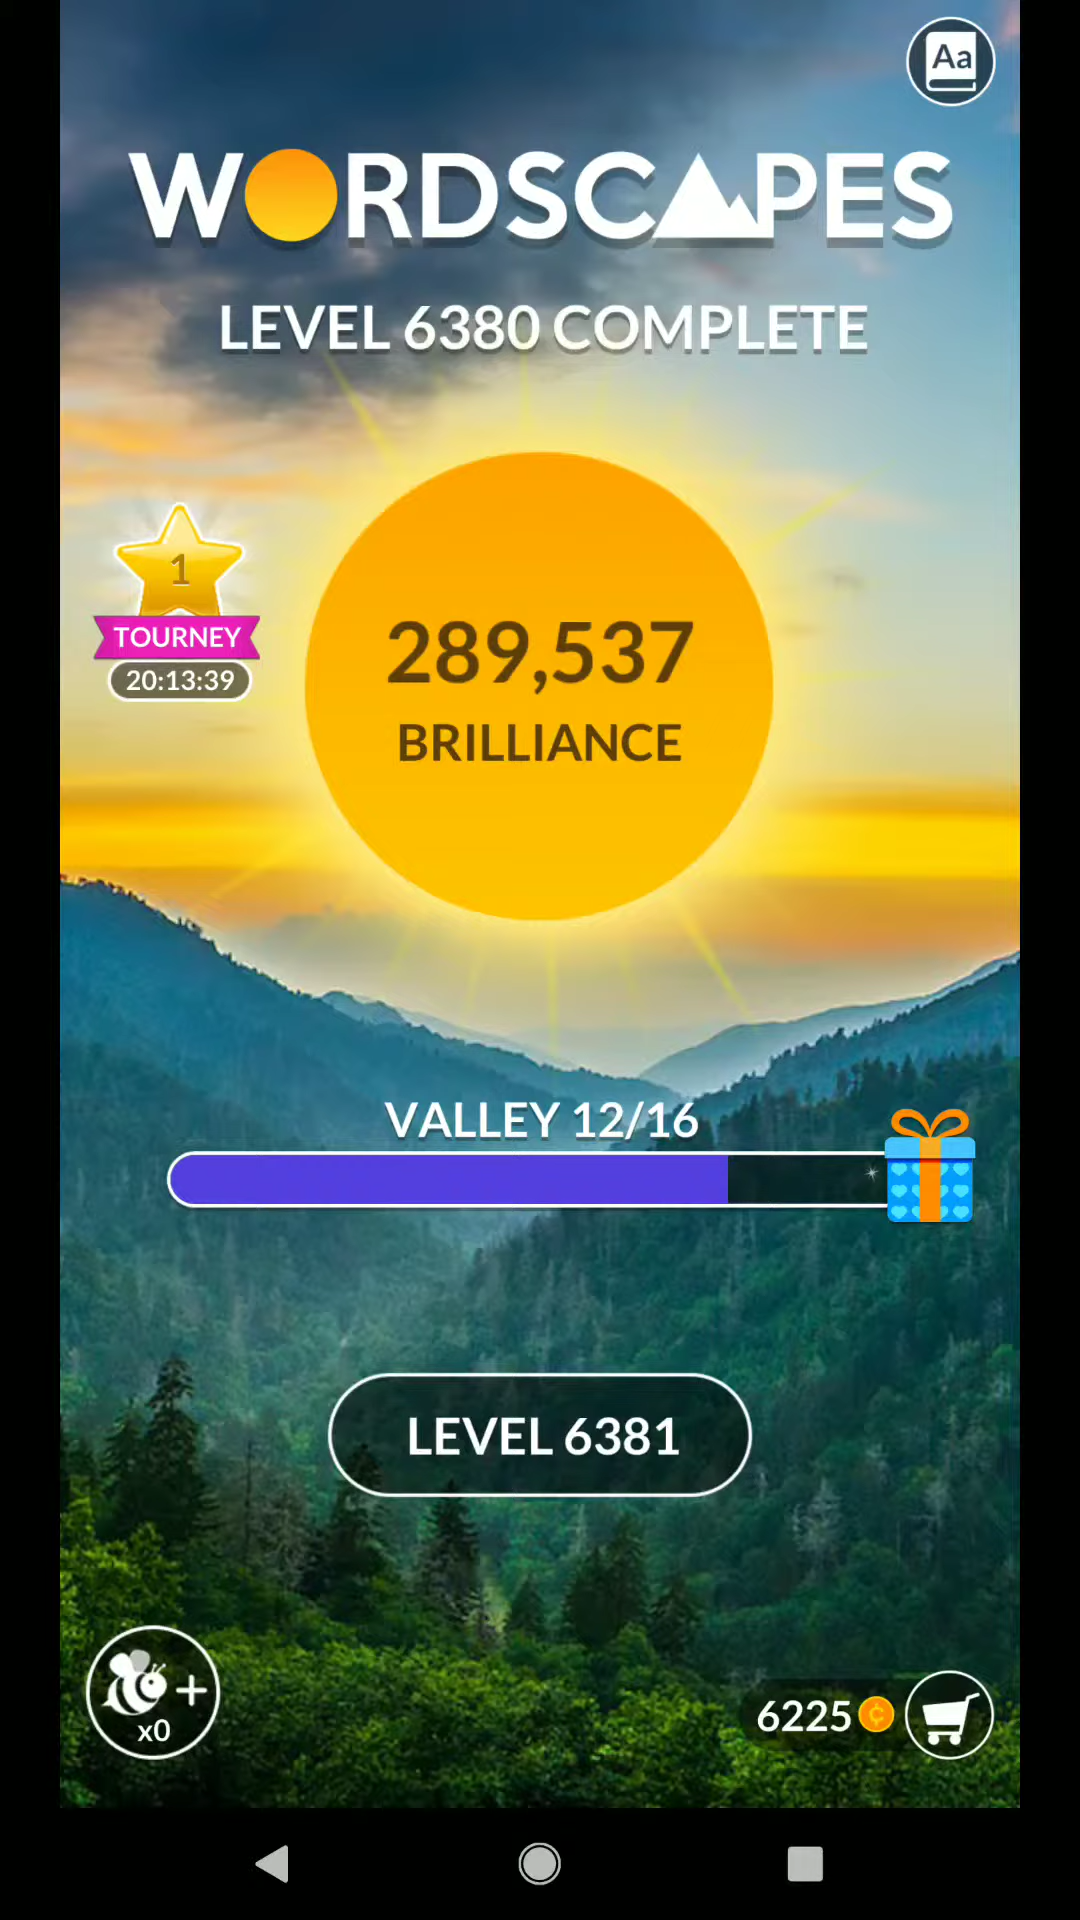 Aa
WORDSCAPES
LEVEL 6380 COMPLETE
1
TOURNEY
20:13:39
289,537
BRILLIANCE
VALLEY 12/16
LEVEL 6381
+
x0
6225 ¢